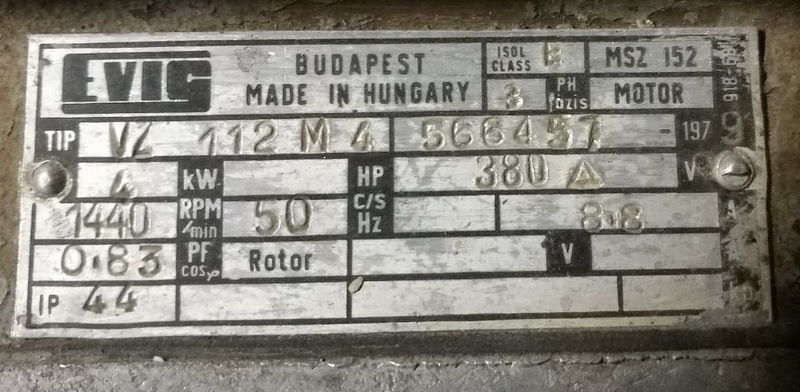 EVIG BUDAPEST ISOL CLASS E MSZ 152
MADE IN HUNGARY 3 PH fázis MOTOR
TIP VZ 112 M 4 566457 - 197
4 kW HP 380 △ V
1440 RPM /min 50 C/S Hz 8.8 A
0.83 PF cosφ Rotor V
IP 44